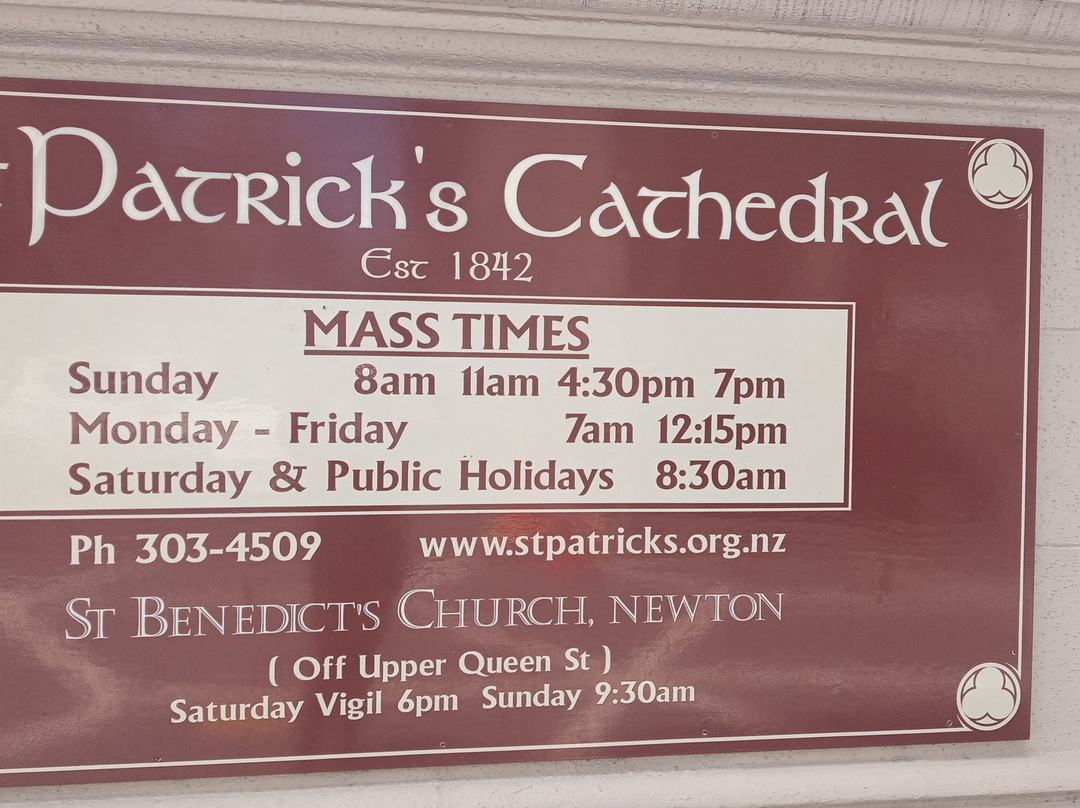 Patrick's Cathedral
Est 1842
MASS TIMES
Sunday 8am 11am 4:30pm 7pm
Monday - Friday 7am 12:15pm
Saturday & Public Holidays 8:30am
Ph 303-4509 www.stpatricks.org.nz
ST BENEDICT'S CHURCH, NEWTON
( Off Upper Queen St )
Saturday Vigil 6pm Sunday 9:30am